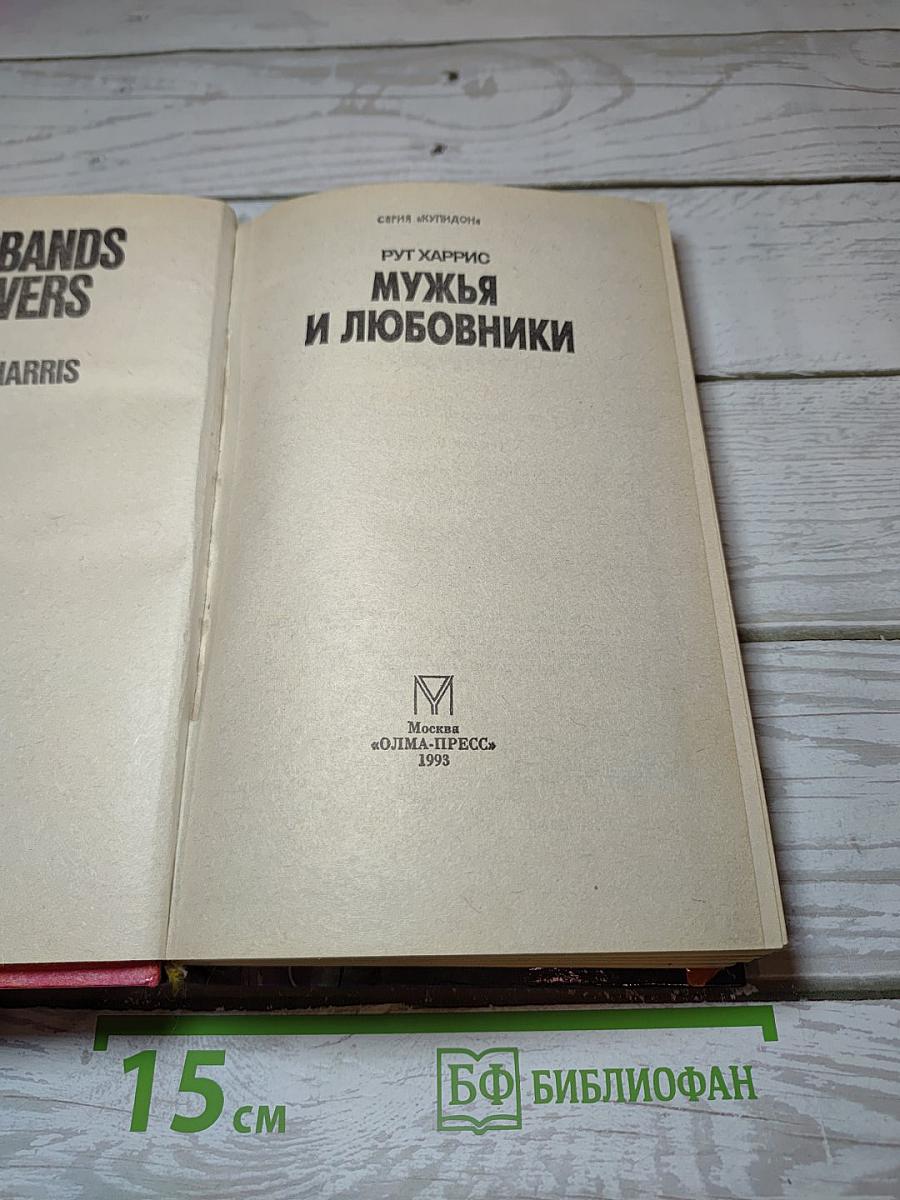 BANDS
VERS
HARRIS
СЕРИЯ «КУПИДОН»
РУТ ХАРРИС
МУЖЬЯ
И ЛЮБОВНИКИ
Москва
«ОЛМА-ПРЕСС»
1993
15 см
БФ БИБЛИОФАН